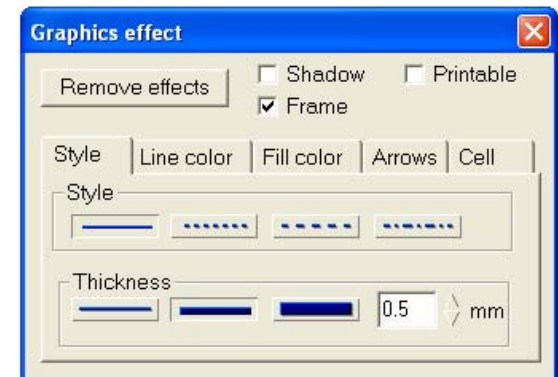 Graphics effect
Remove effects
Shadow
Printable
Frame
Style Line color Fill color Arrows Cell
Style
Thickness
0.5 mm